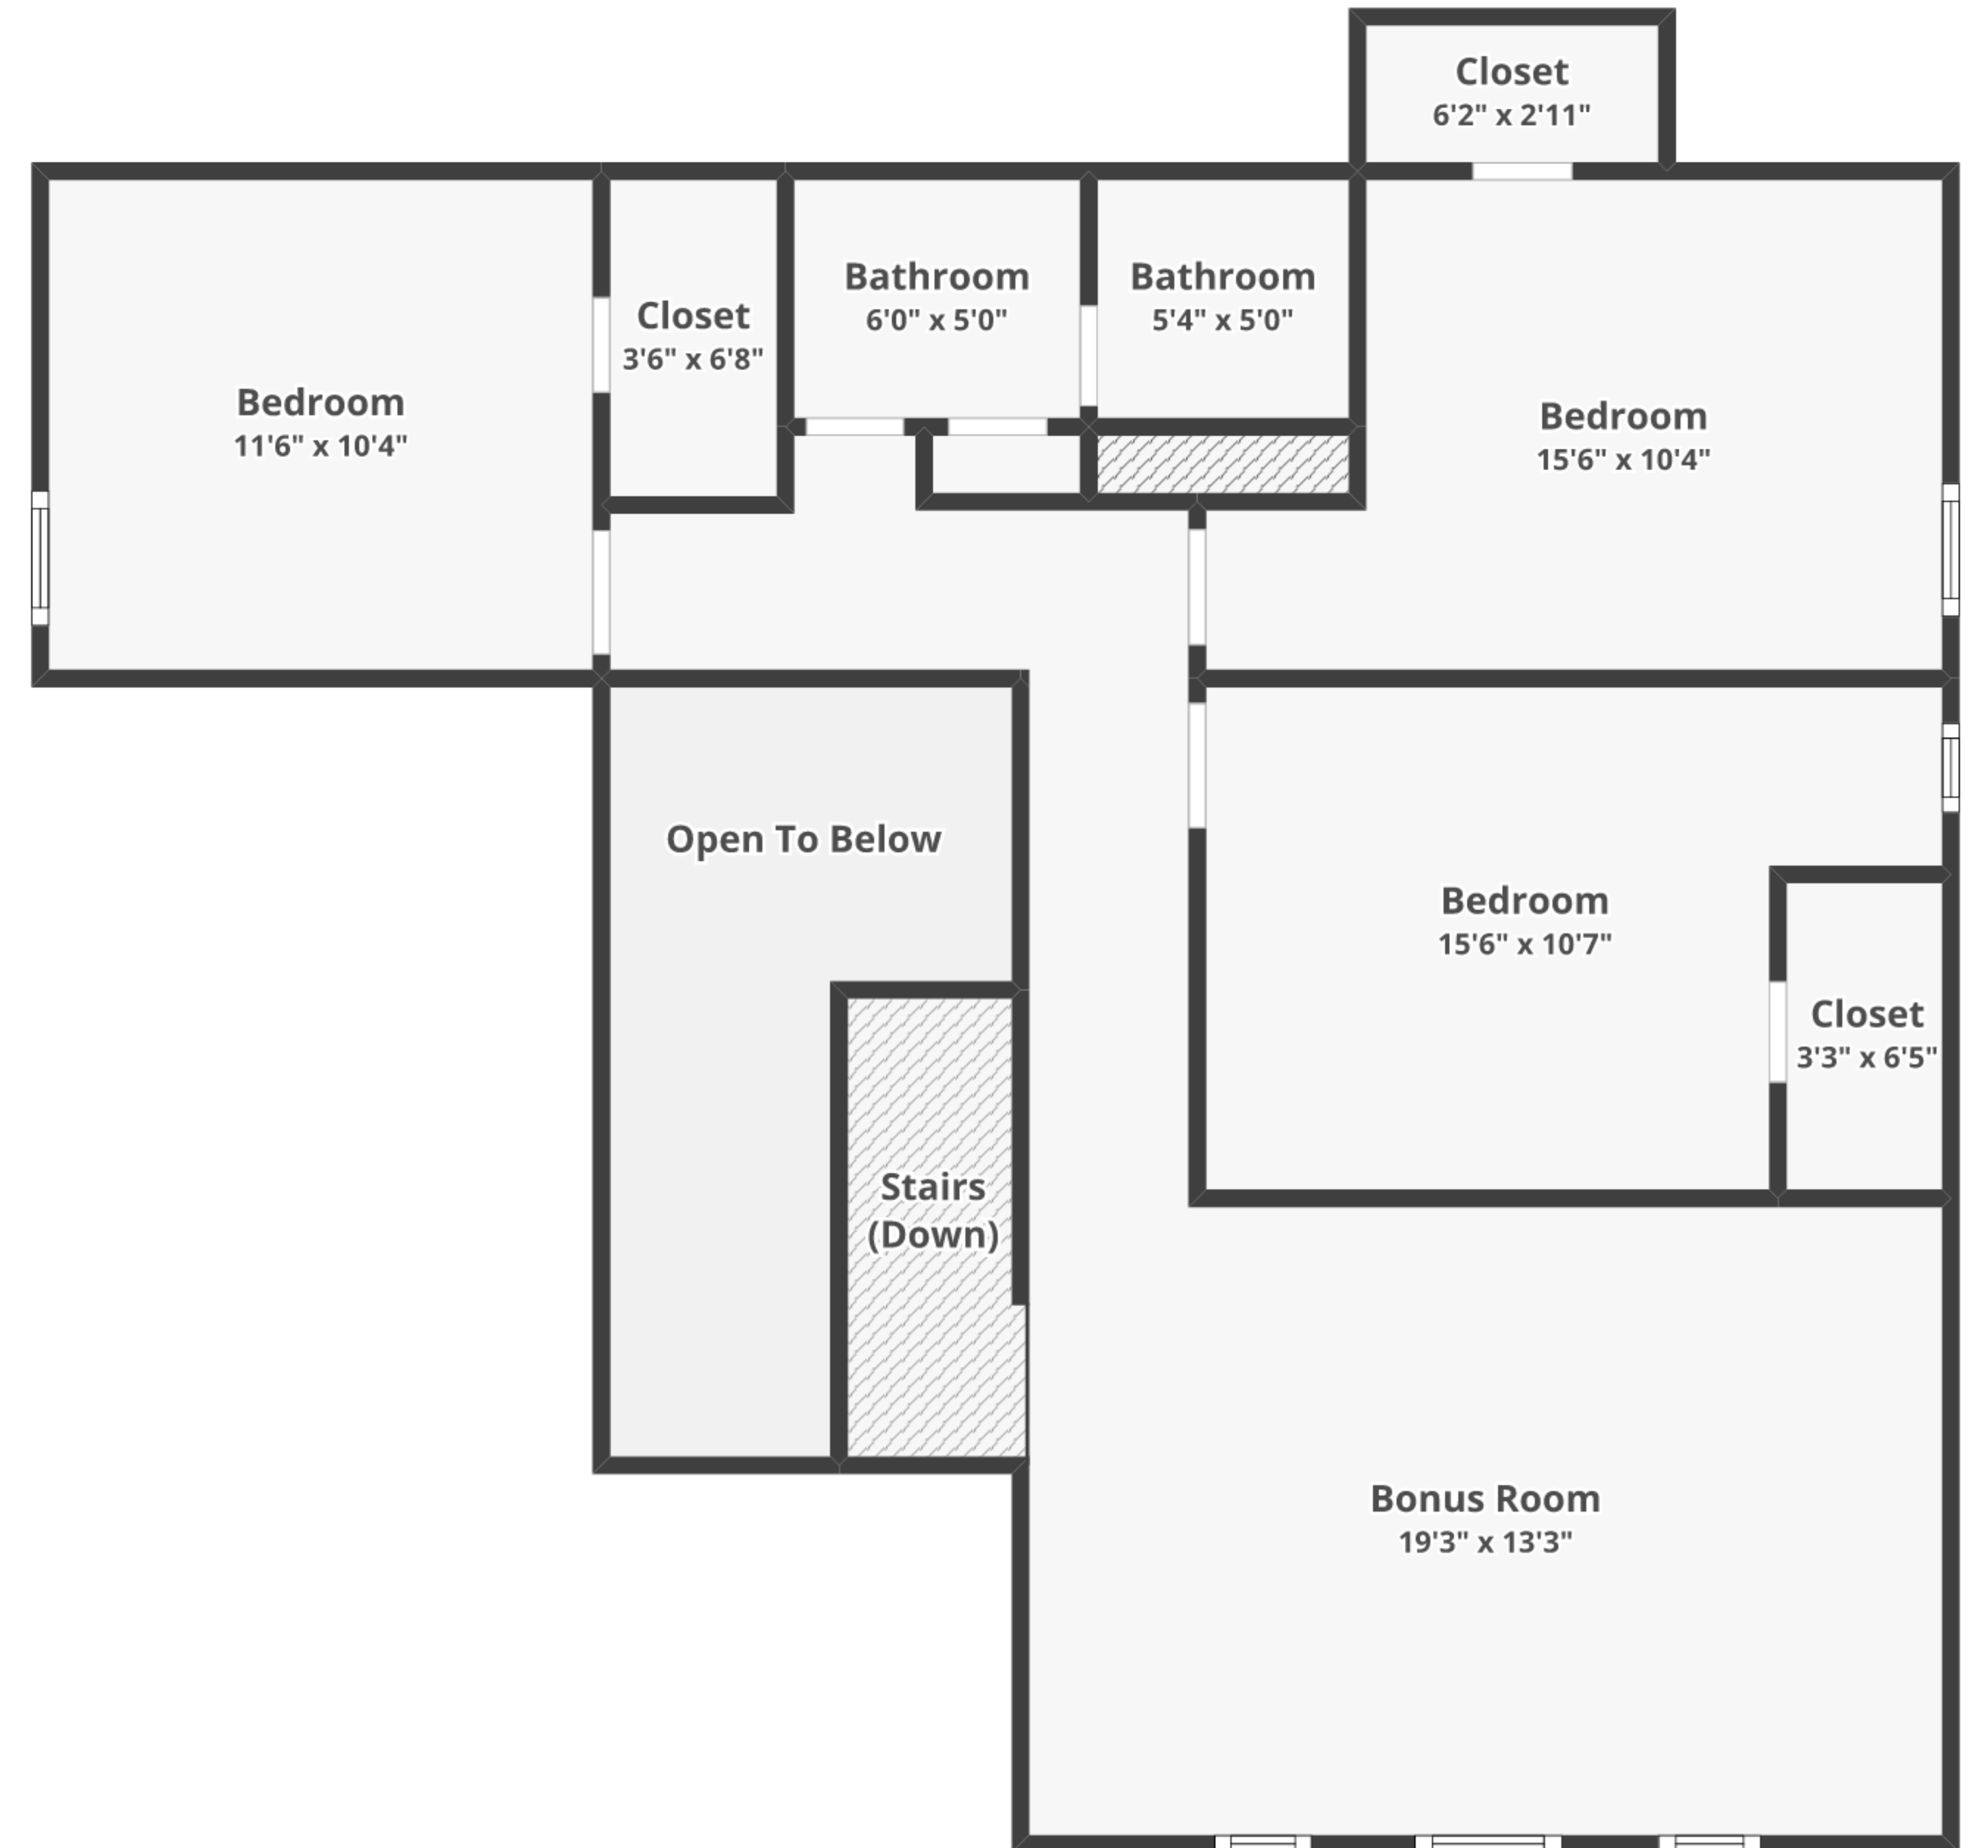 Closet
6'2" x 2'11"
Bathroom
6'0" x 5'0"
Bathroom
5'4" x 5'0"
Closet
3'6" x 6'8"
Bedroom
11'6" x 10'4"
Bedroom
15'6" x 10'4"
Open To Below
Bedroom
15'6" x 10'7"
Closet
3'3" x 6'5"
Stairs
(Down)
Bonus Room
19'3" x 13'3"